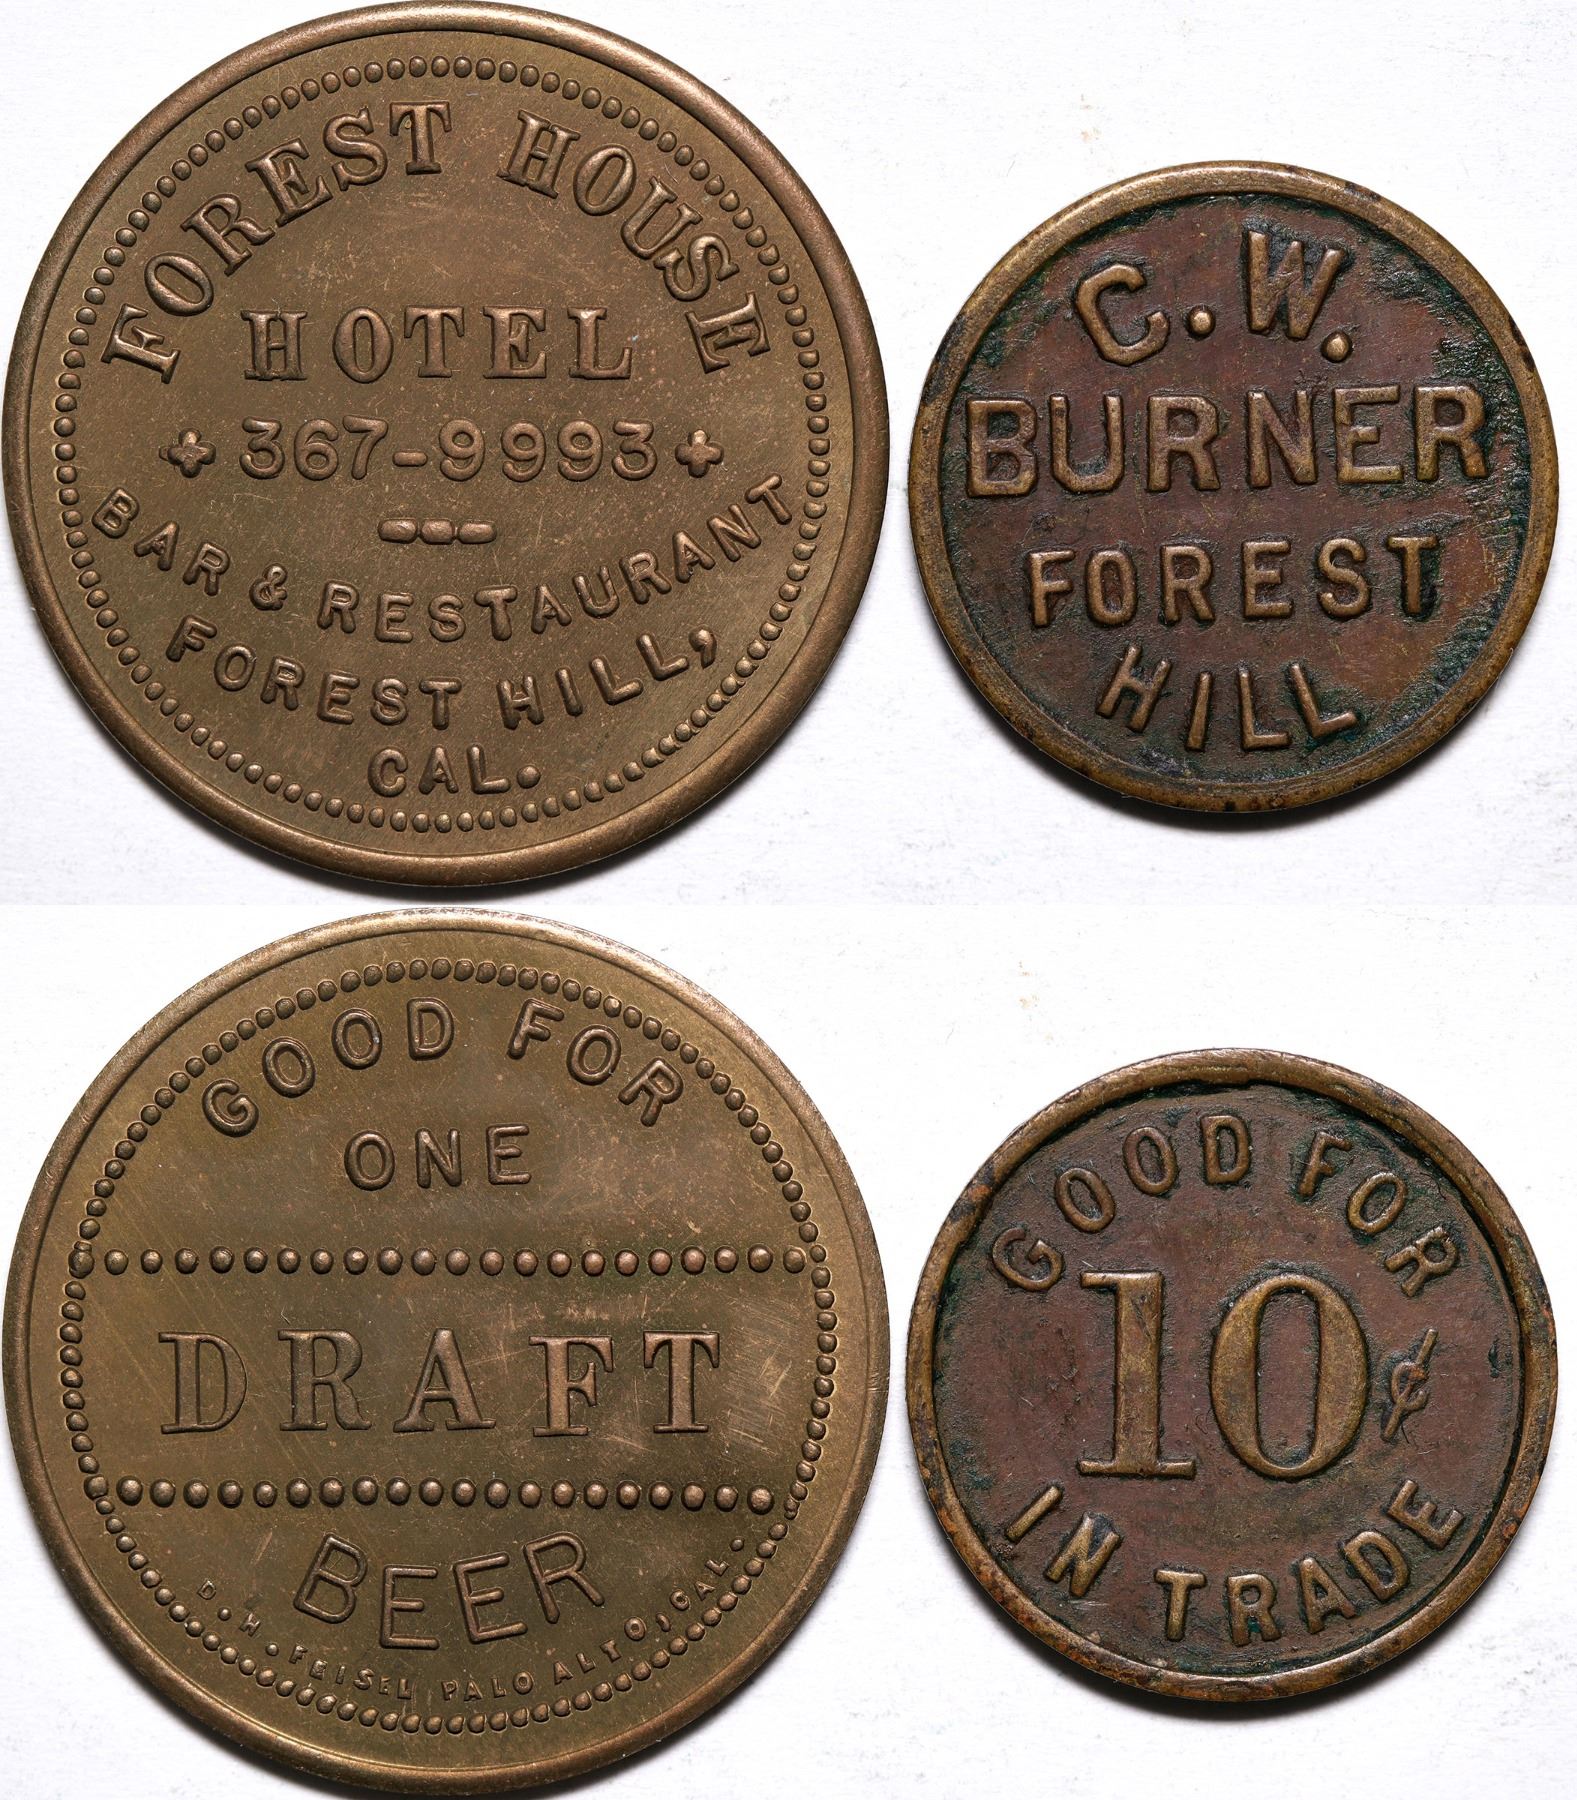 FOREST HOUSE
HOTEL
367-9993
BAR & RESTAURANT
FOREST HILL,
CAL.
C.W.
BURNER
FOREST
HILL
GOOD FOR
ONE
DRAFT
BEER
D.H.FEISEL PALO ALTO, CAL.
GOOD FOR
10¢
IN TRADE